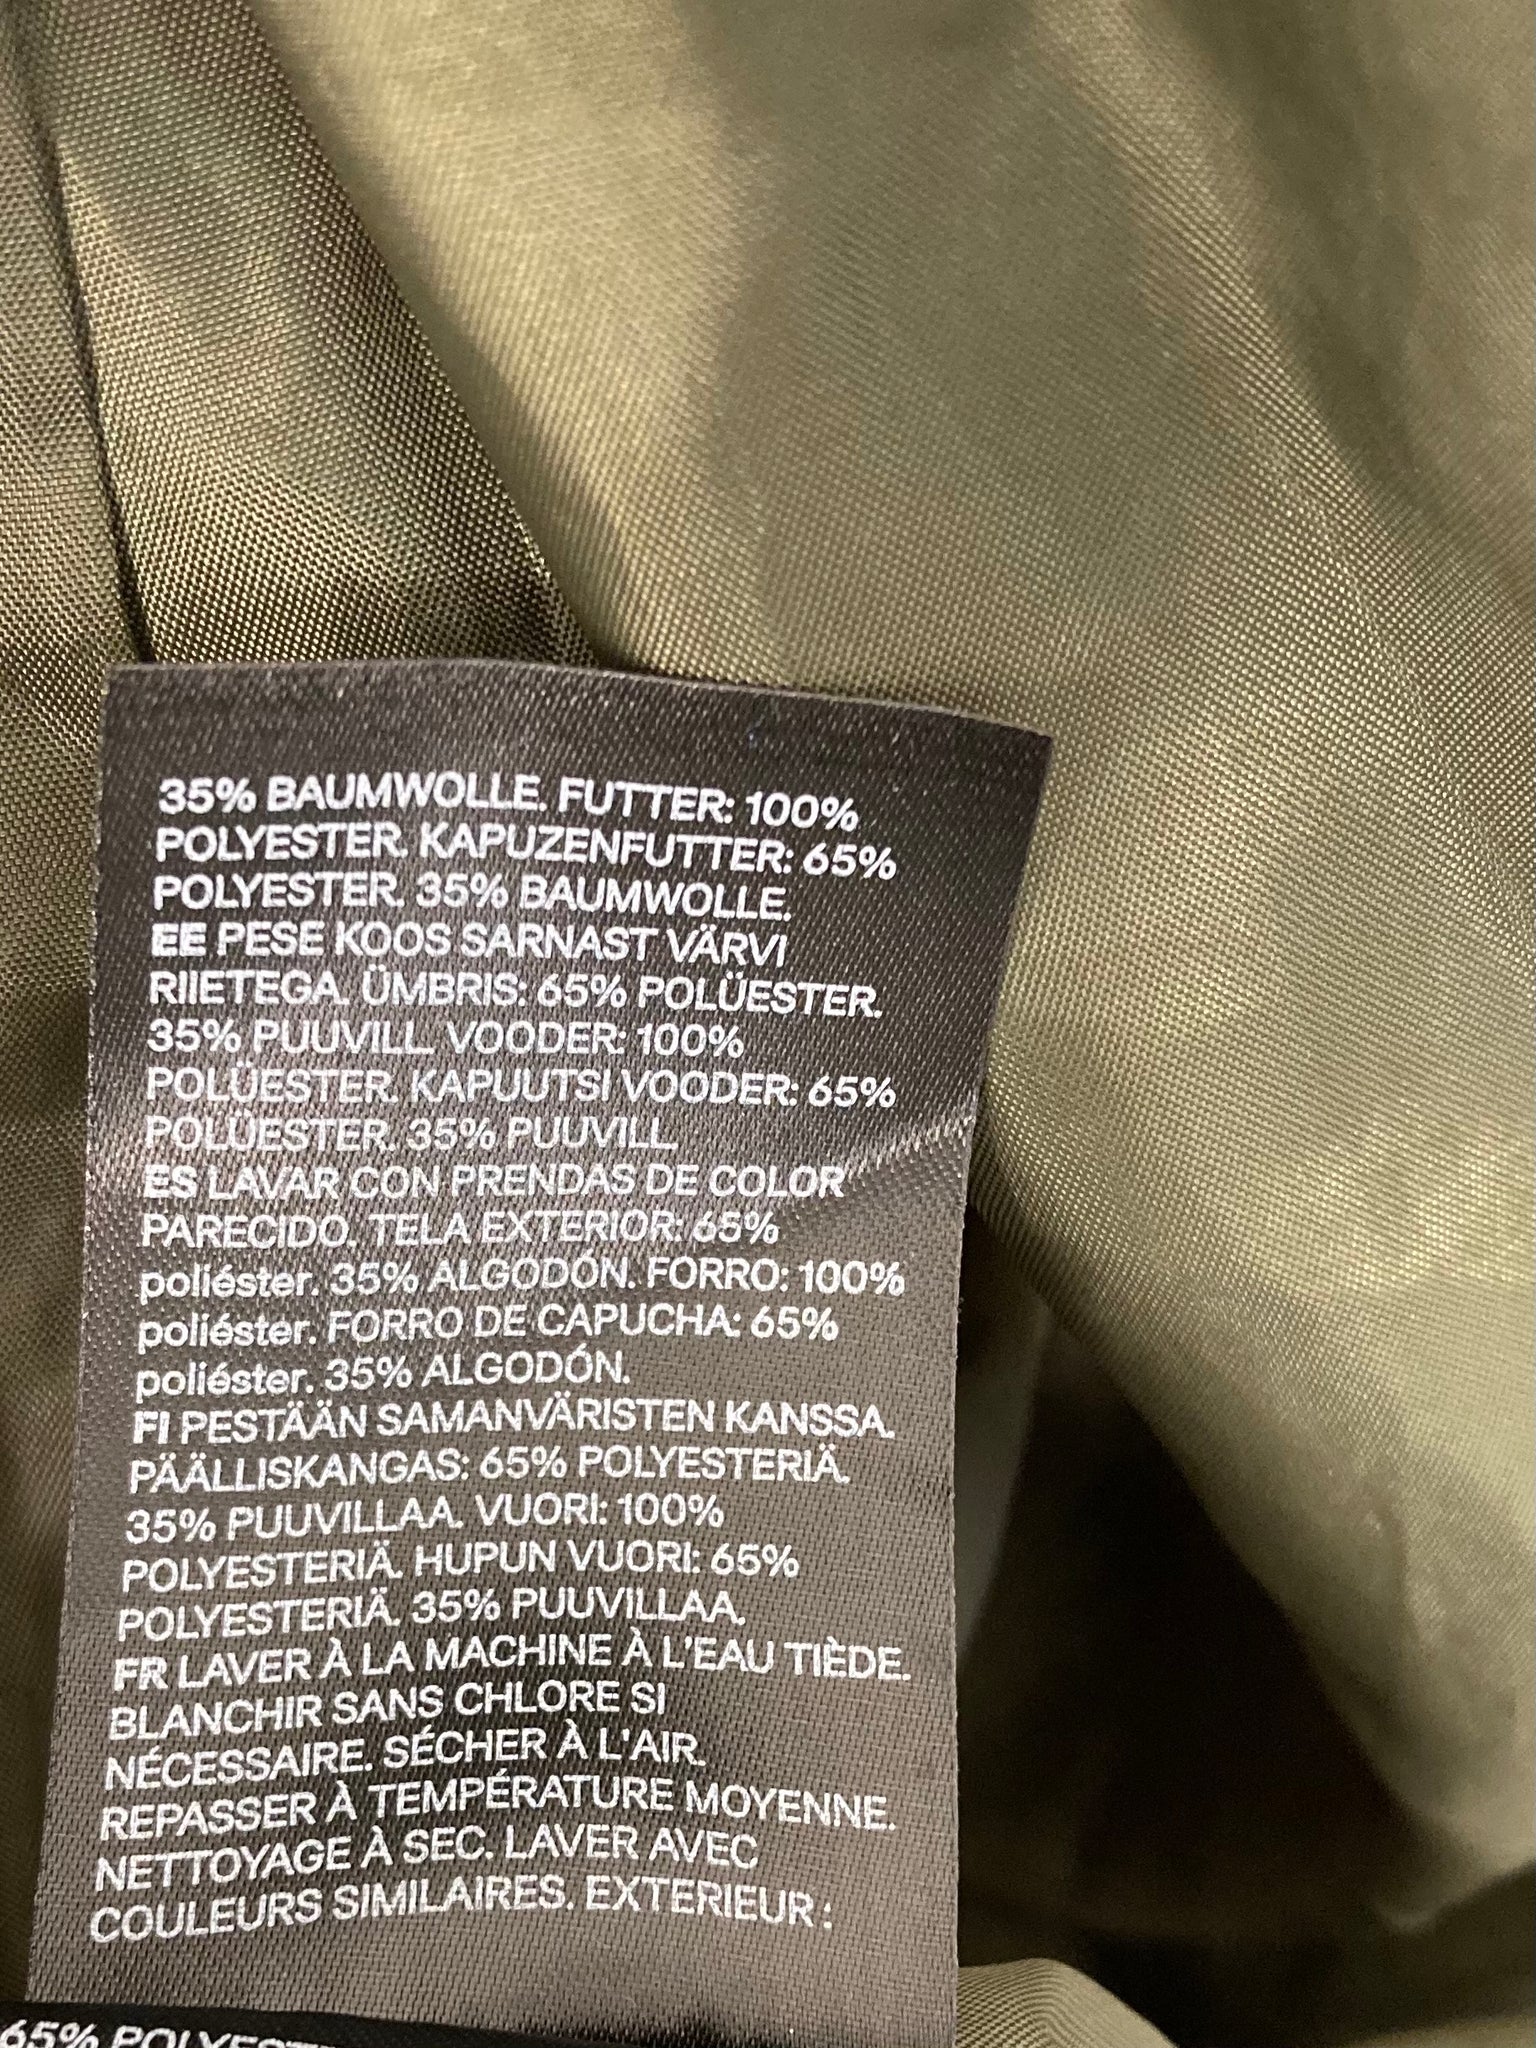 35% BAUMWOLLE. FUTTER: 100%
POLYESTER. KAPUZENFUTTER: 65%
POLYESTER. 35% BAUMWOLLE.
EE PESE KOOS SARNAST VÄRVI
RIIETEGA. ÜMBRIS: 65% POLÜESTER.
35% PUUVILL. VOODER: 100%
POLÜESTER. KAPUUTSI VOODER: 65%
POLÜESTER. 35% PUUVILL.
ES LAVAR CON PRENDAS DE COLOR
PARECIDO. TELA EXTERIOR: 65%
poliéster. 35% ALGODÓN. FORRO: 100%
poliéster. FORRO DE CAPUCHA: 65%
poliéster. 35% ALGODÓN.
FI PESTÄÄN SAMANVÄRISTEN KANSSA.
PÄÄLLISKANGAS: 65% POLYESTERIÄ.
35% PUUVILLAA. VUORI: 100%
POLYESTERIÄ. HUPUN VUORI: 65%
POLYESTERIÄ. 35% PUUVILLAA.
FR LAVER À LA MACHINE À L'EAU TIÈDE.
BLANCHIR SANS CHLORE SI
NÉCESSAIRE. SÉCHER À L'AIR.
REPASSER À TEMPÉRATURE MOYENNE.
NETTOYAGE À SEC. LAVER AVEC
COULEURS SIMILAIRES. EXTERIEUR :
65%